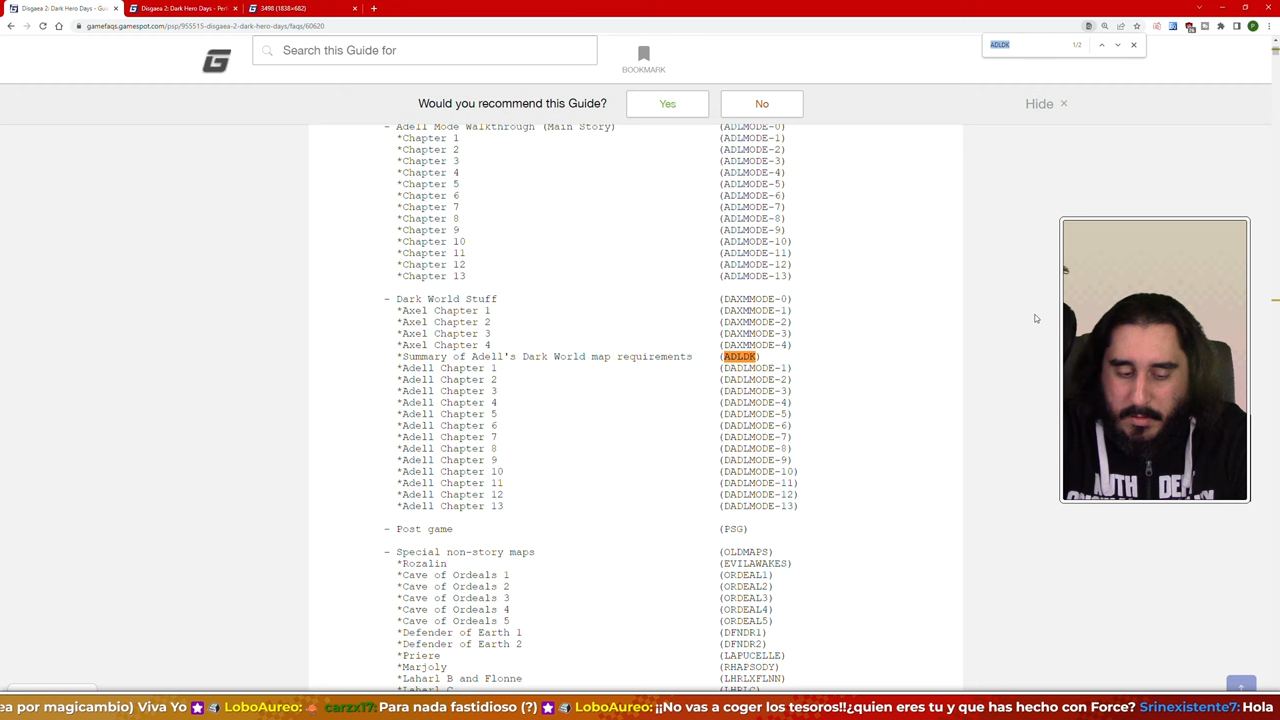 Disgaea 2: Dark Hero Days - Gui
Disgaea 2: Dark Hero Days - Per
3498 (1838×682)
gamefaqs.gamespot.com/psp/955515-disgaea-2-dark-hero-days/faqs/60620
ADLDK 1/2
Search this Guide for
BOOKMARK
Would you recommend this Guide? Yes No Hide ×
- Adell Mode Walkthrough (Main Story) (ADLMODE-0)
*Chapter 1 (ADLMODE-1)
*Chapter 2 (ADLMODE-2)
*Chapter 3 (ADLMODE-3)
*Chapter 4 (ADLMODE-4)
*Chapter 5 (ADLMODE-5)
*Chapter 6 (ADLMODE-6)
*Chapter 7 (ADLMODE-7)
*Chapter 8 (ADLMODE-8)
*Chapter 9 (ADLMODE-9)
*Chapter 10 (ADLMODE-10)
*Chapter 11 (ADLMODE-11)
*Chapter 12 (ADLMODE-12)
*Chapter 13 (ADLMODE-13)
- Dark World Stuff (DAXMMODE-0)
*Axel Chapter 1 (DAXMMODE-1)
*Axel Chapter 2 (DAXMMODE-2)
*Axel Chapter 3 (DAXMMODE-3)
*Axel Chapter 4 (DAXMMODE-4)
*Summary of Adell's Dark World map requirements (ADLDK)
*Adell Chapter 1 (DADLMODE-1)
*Adell Chapter 2 (DADLMODE-2)
*Adell Chapter 3 (DADLMODE-3)
*Adell Chapter 4 (DADLMODE-4)
*Adell Chapter 5 (DADLMODE-5)
*Adell Chapter 6 (DADLMODE-6)
*Adell Chapter 7 (DADLMODE-7)
*Adell Chapter 8 (DADLMODE-8)
*Adell Chapter 9 (DADLMODE-9)
*Adell Chapter 10 (DADLMODE-10)
*Adell Chapter 11 (DADLMODE-11)
*Adell Chapter 12 (DADLMODE-12)
*Adell Chapter 13 (DADLMODE-13)
- Post game (PSG)
- Special non-story maps (OLDMAPS)
*Rozalin (EVILAWAKES)
*Cave of Ordeals 1 (ORDEAL1)
*Cave of Ordeals 2 (ORDEAL2)
*Cave of Ordeals 3 (ORDEAL3)
*Cave of Ordeals 4 (ORDEAL4)
*Cave of Ordeals 5 (ORDEAL5)
*Defender of Earth 1 (DFNDR1)
*Defender of Earth 2 (DFNDR2)
*Priere (LAPUCELLE)
*Marjoly (RHAPSODY)
*Laharl B and Flonne (LHRLXFLNN)
*Laharl C (LHRLC)
ea por magicambio) Viva Yo LoboAureo: carzx17: Para nada fastidioso (?) LoboAureo: ¡¡No vas a coger los tesoros!!¿quien eres tu y que has hecho con Force? Srinexistente7: Hola